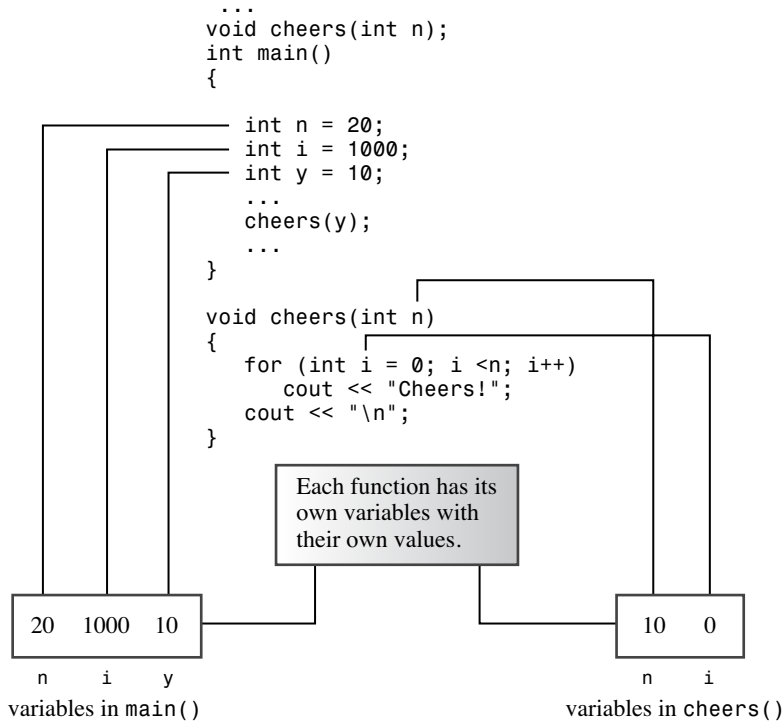 ...
void cheers(int n);
int main()
{
int n = 20;
int i = 1000;
int y = 10;
...
cheers(y);
...
}
void cheers(int n)
{
for (int i = 0; i <n; i++)
cout << "Cheers!";
cout << "\n";
}
Each function has its
own variables with
their own values.
20 1000 10
n i y
variables in main()
10 0
n i
variables in cheers()